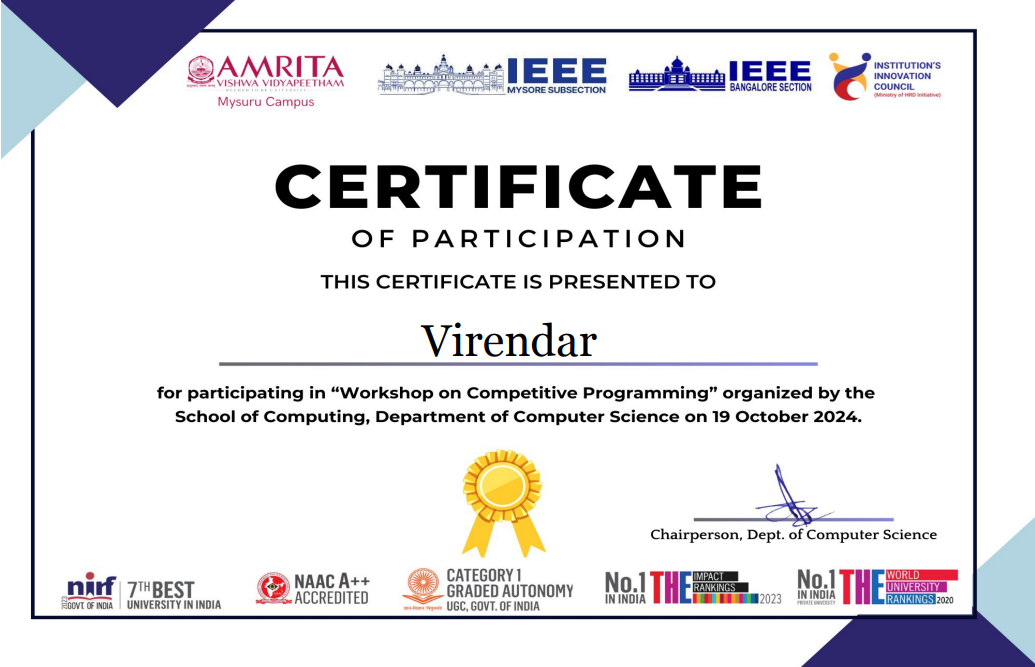 AMRITA
VISHWA VIDYAPEETHAM
Mysuru Campus
IEEE
MYSORE SUBSECTION
IEEE
BANGALORE SECTION
INSTITUTION'S
INNOVATION
COUNCIL
(Ministry of HRD Initiative)
CERTIFICATE
OF PARTICIPATION
THIS CERTIFICATE IS PRESENTED TO
Virendar
for participating in “Workshop on Competitive Programming” organized by the
School of Computing, Department of Computer Science on 19 October 2024.
Chairperson, Dept. of Computer Science
2023
nirf
GOVT. OF INDIA
7TH BEST
UNIVERSITY IN INDIA
NAAC A++
ACCREDITED
CATEGORY 1
GRADED AUTONOMY
UGC, GOVT. OF INDIA
No.1
IN INDIA
THE
IMPACT
RANKINGS
2023
No.1
IN INDIA
PRIVATE UNIVERSITY
THE
WORLD
UNIVERSITY
RANKINGS 2020